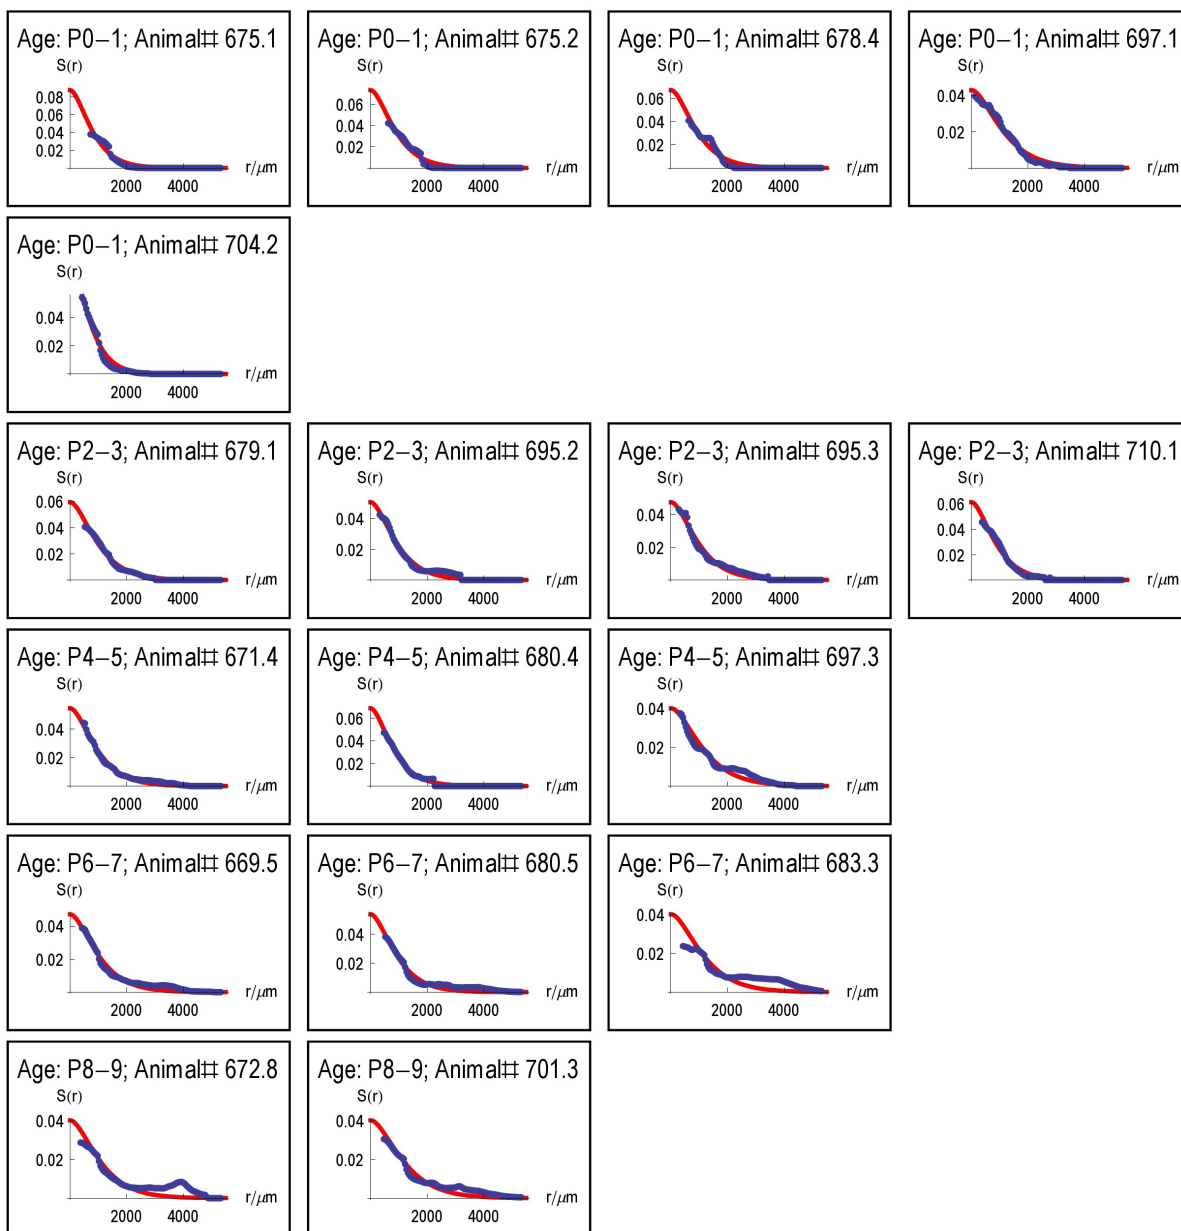 Age: P0–1; Animal# 675.1
S(r)
0.08
0.06
0.04
0.02
2000 4000
r/μm
Age: P0–1; Animal# 675.2
S(r)
0.06
0.04
0.02
2000 4000
r/μm
Age: P0–1; Animal# 678.4
S(r)
0.06
0.04
0.02
2000 4000
r/μm
Age: P0–1; Animal# 697.1
S(r)
0.04
0.02
2000 4000
r/μm
Age: P0–1; Animal# 704.2
S(r)
0.04
0.02
2000 4000
r/μm
Age: P2–3; Animal# 679.1
S(r)
0.06
0.04
0.02
2000 4000
r/μm
Age: P2–3; Animal# 695.2
S(r)
0.04
0.02
2000 4000
r/μm
Age: P2–3; Animal# 695.3
S(r)
0.04
0.02
2000 4000
r/μm
Age: P2–3; Animal# 710.1
S(r)
0.06
0.04
0.02
2000 4000
r/μm
Age: P4–5; Animal# 671.4
S(r)
0.04
0.02
2000 4000
r/μm
Age: P4–5; Animal# 680.4
S(r)
0.06
0.04
0.02
2000 4000
r/μm
Age: P4–5; Animal# 697.3
S(r)
0.04
0.02
2000 4000
r/μm
Age: P6–7; Animal# 669.5
S(r)
0.04
0.02
2000 4000
r/μm
Age: P6–7; Animal# 680.5
S(r)
0.04
0.02
2000 4000
r/μm
Age: P6–7; Animal# 683.3
S(r)
0.04
0.02
2000 4000
r/μm
Age: P8–9; Animal# 672.8
S(r)
0.04
0.02
2000 4000
r/μm
Age: P8–9; Animal# 701.3
S(r)
0.04
0.02
2000 4000
r/μm